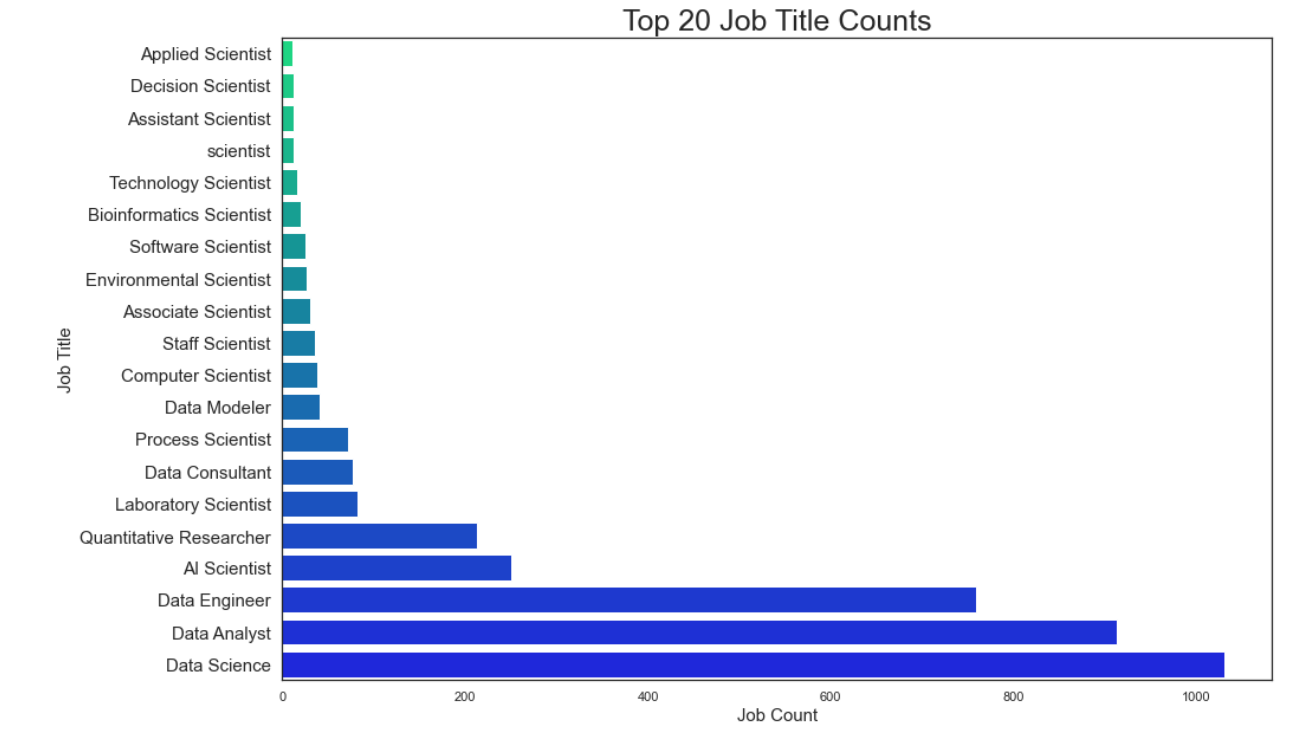 Top 20 Job Title Counts
Applied Scientist
Decision Scientist
Assistant Scientist
scientist
Technology Scientist
Bioinformatics Scientist
Software Scientist
Environmental Scientist
Associate Scientist
Staff Scientist
Computer Scientist
Data Modeler
Process Scientist
Data Consultant
Laboratory Scientist
Quantitative Researcher
AI Scientist
Data Engineer
Data Analyst
Data Science
Job Title
0 200 400 600 800 1000
Job Count